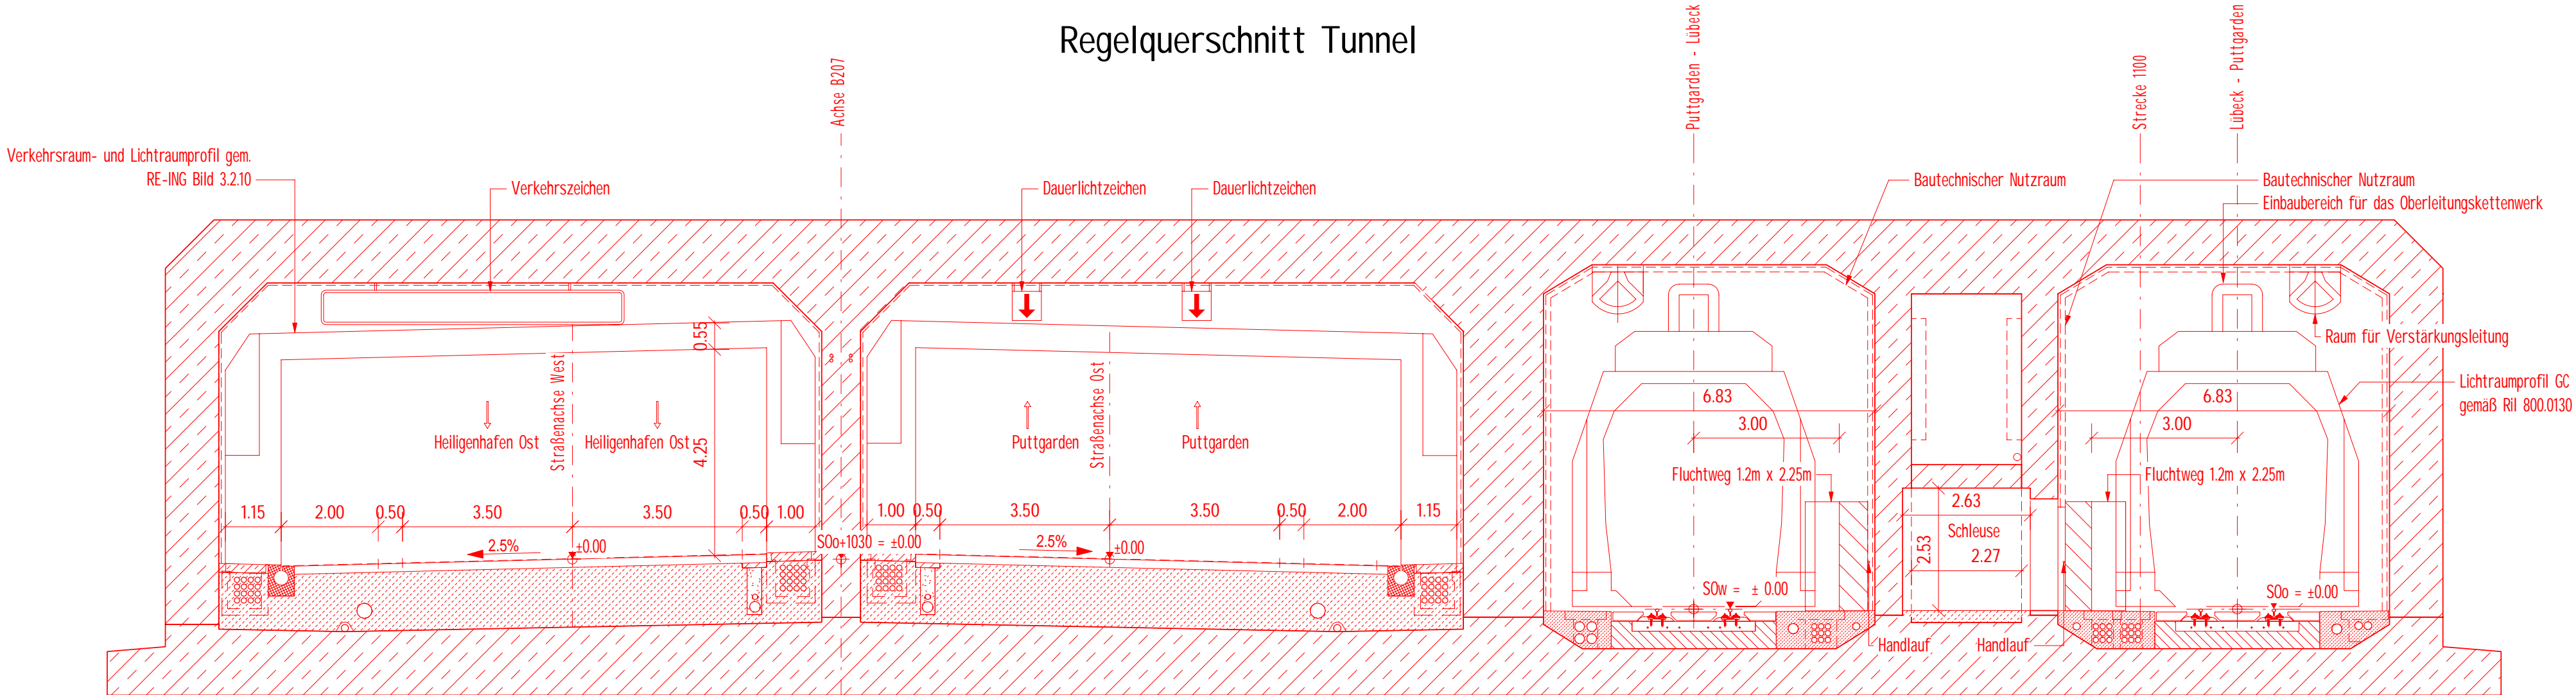 Regelquerschnitt Tunnel
Achse B207
Puttgarden - Lübeck
Strecke 1100
Lübeck - Puttgarden
Verkehrsraum- und Lichtraumprofil gem.
RE-ING Bild 3.2.10
Verkehrszeichen
Dauerlichtzeichen
Dauerlichtzeichen
Bautechnischer Nutzraum
Bautechnischer Nutzraum
Einbaubereich für das Oberleitungskettenwerk
Raum für Verstärkungsleitung
Lichtraumprofil GC
gemäß Ril 800.0130
0.55
4.25
Straßenachse West
Straßenachse Ost
Heiligenhafen Ost
Heiligenhafen Ost
Puttgarden
Puttgarden
6.83
3.00
6.83
3.00
Fluchtweg 1.2m x 2.25m
Fluchtweg 1.2m x 2.25m
1.15
2.00
0.50
3.50
3.50
0.50
1.00
1.00
0.50
3.50
3.50
0.50
2.00
1.15
2.63
Schleuse
2.27
2.53
2.5%
±0.00
SOo+1030 = ±0.00
2.5%
±0.00
SOw = ± 0.00
SOo = ±0.00
Handlauf
Handlauf